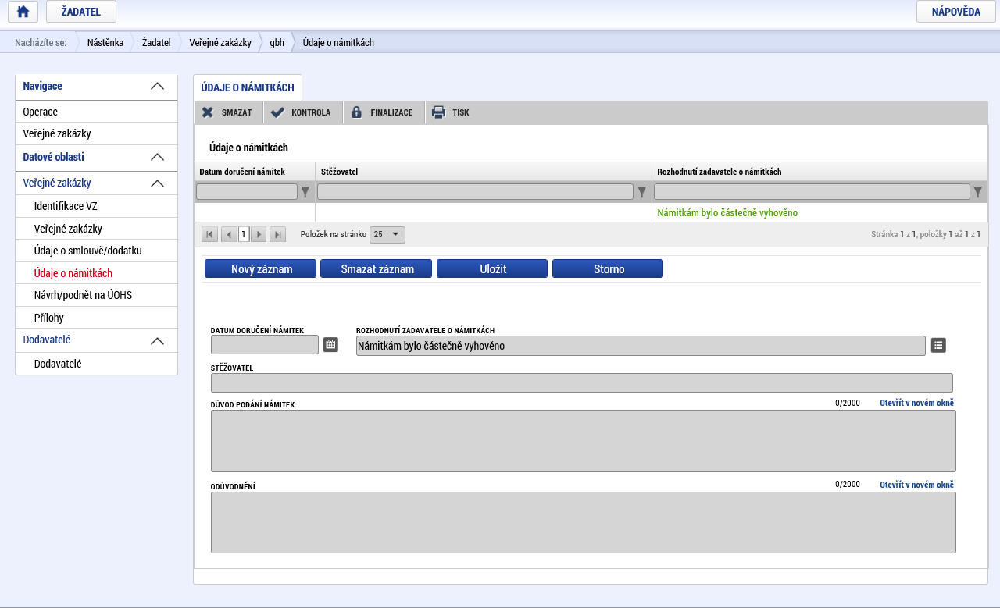 ŽADATEL
NÁPOVĚDA
Nacházíte se: Nástěnka Žadatel Veřejné zakázky gbh Údaje o námitkách
Navigace
Operace
Veřejné zakázky
Datové oblasti
Veřejné zakázky
Identifikace VZ
Veřejné zakázky
Údaje o smlouvě/dodatku
Údaje o námitkách
Návrh/podnět na ÚOHS
Přílohy
Dodavatelé
Dodavatelé
ÚDAJE O NÁMITKÁCH
SMAZAT KONTROLA FINALIZACE TISK
Údaje o námitkách
Datum doručení námitek Stěžovatel Rozhodnutí zadavatele o námitkách
Námitkám bylo částečně vyhověno
1 Položek na stránku 25 Stránka 1 z 1, položky 1 až 1 z 1
Nový záznam Smazat záznam Uložit Storno
DATUM DORUČENÍ NÁMITEK ROZHODNUTÍ ZADAVATELE O NÁMITKÁCH
Námitkám bylo částečně vyhověno
STĚŽOVATEL
DŮVOD PODÁNÍ NÁMITEK 0/2000 Otevřít v novém okně
ODŮVODNĚNÍ 0/2000 Otevřít v novém okně